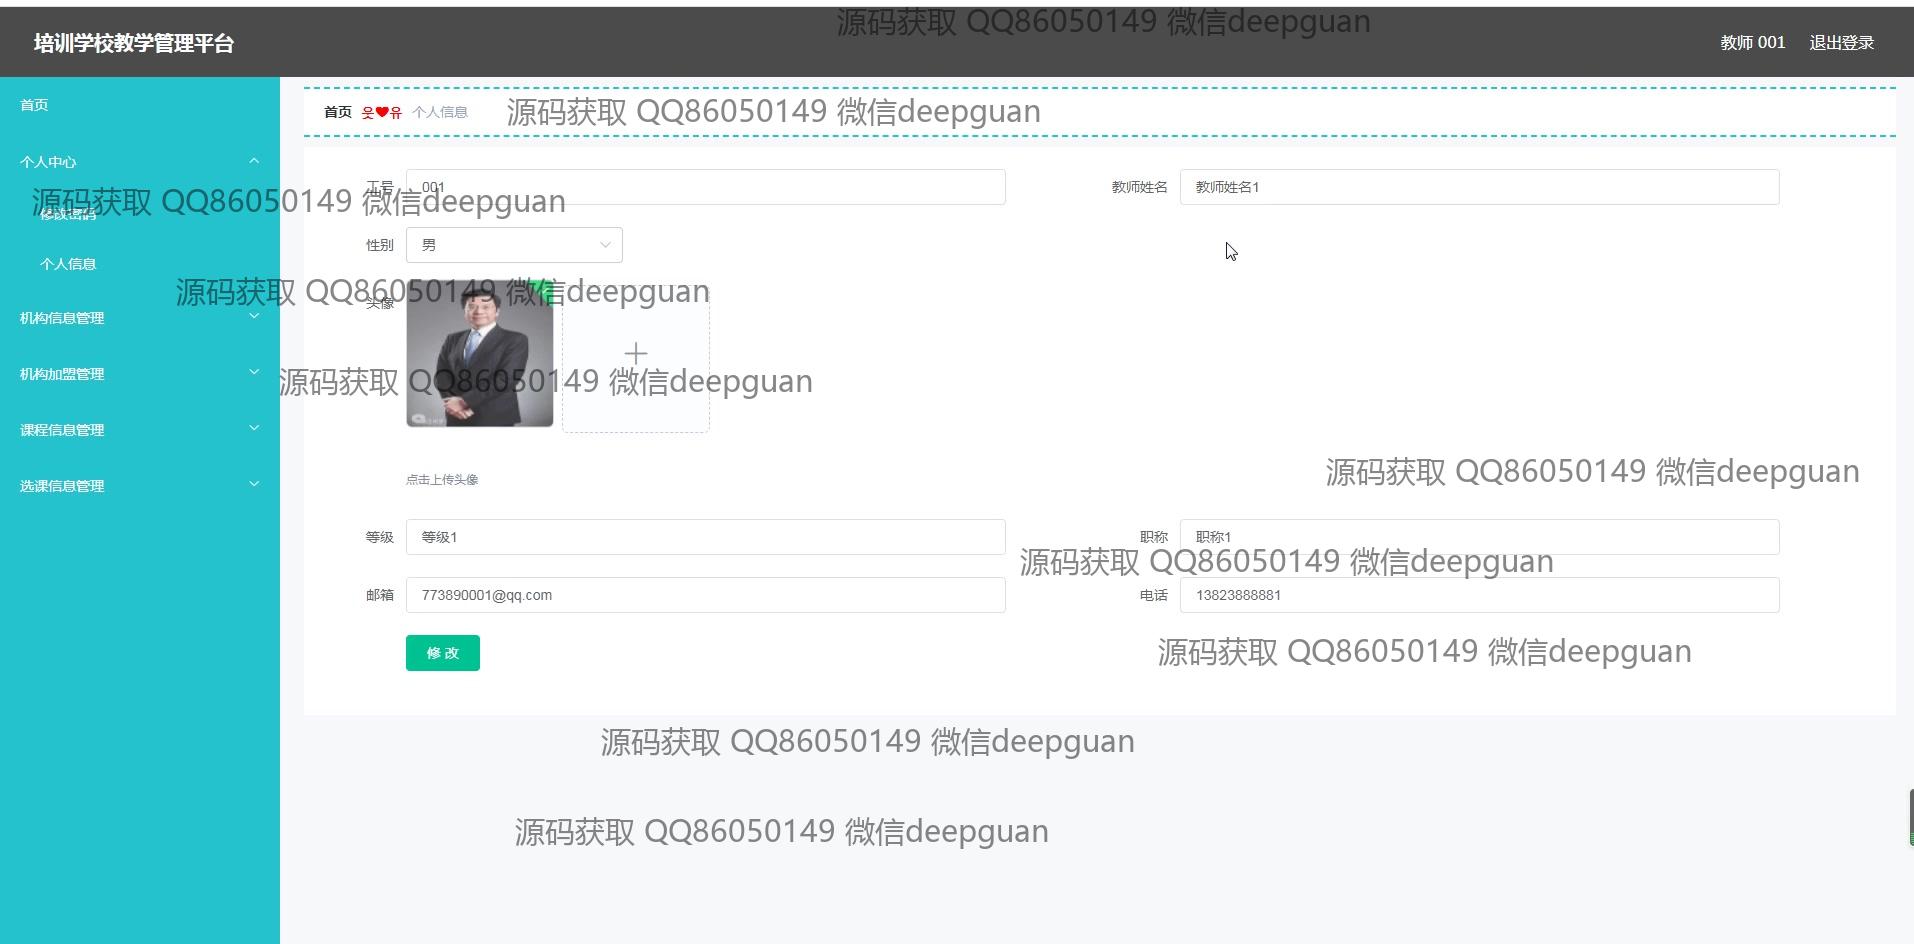 源码获取 QQ86050149 微信deepguan
培训学校教学管理平台
教师 001 退出登录
首页
首页 웃❤유 个人信息 源码获取 QQ86050149 微信deepguan
个人中心
工号 001 教师姓名 教师姓名1
源码获取 QQ86050149 微信deepguan
修改密码
性别 男
个人信息
源码获取 QQ86050149 微信deepguan
头像
机构信息管理
机构加盟管理
源码获取 QQ86050149 微信deepguan
课程信息管理
源码获取 QQ86050149 微信deepguan
点击上传头像
选课信息管理
等级 等级1 职称 职称1
源码获取 QQ86050149 微信deepguan
邮箱 773890001@qq.com 电话 13823888881
修 改
源码获取 QQ86050149 微信deepguan
源码获取 QQ86050149 微信deepguan
源码获取 QQ86050149 微信deepguan